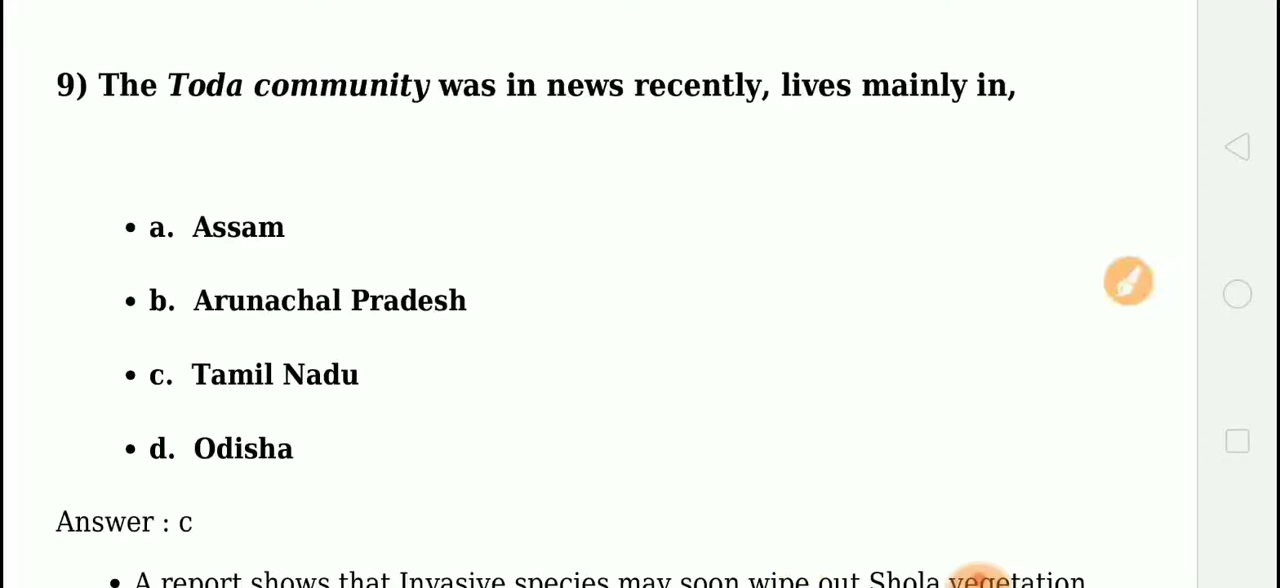 9) The Toda community was in news recently, lives mainly in,
• a. Assam
• b. Arunachal Pradesh
• c. Tamil Nadu
• d. Odisha
Answer : c
• A report shows that Invasive species may soon wipe out Shola vegetation